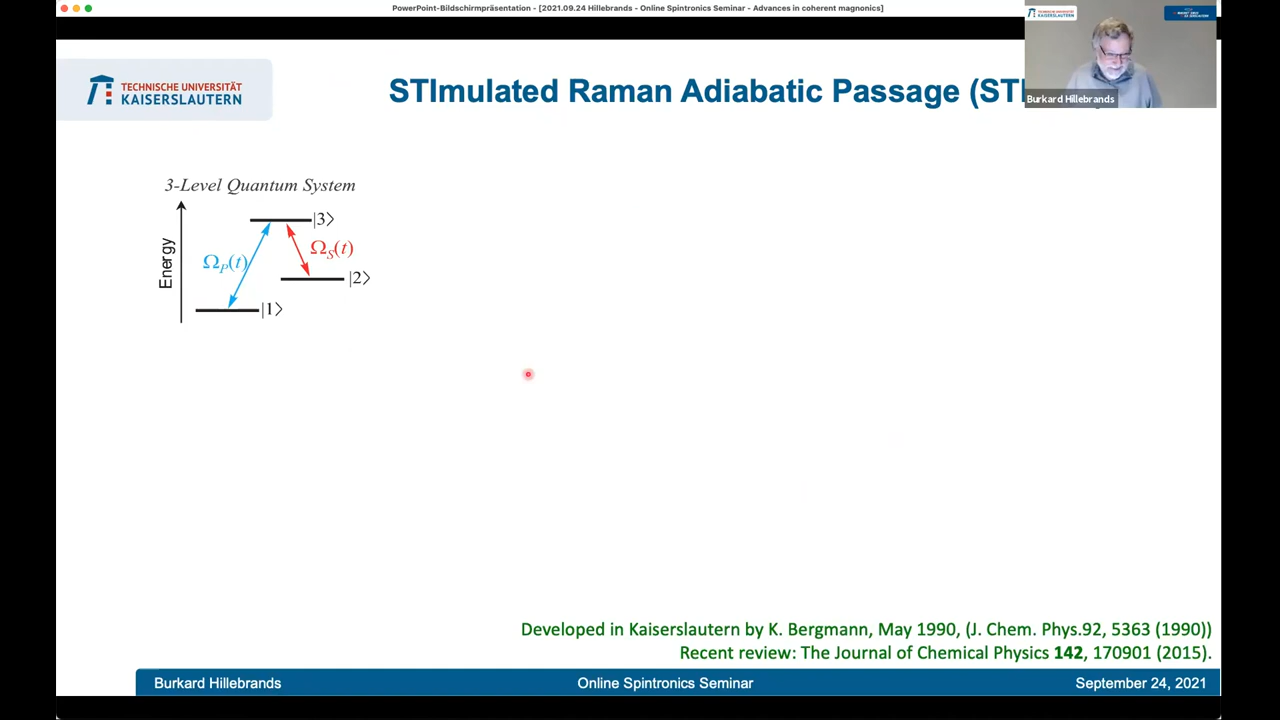 PowerPoint-Bildschirmpräsentation - [2021.09.24 Hillebrands - Online Spintronics Seminar - Advances in coherent magnonics]
TECHNISCHE UNIVERSITÄT
KAISERSLAUTERN
STImulated Raman Adiabatic Passage (STI
TECHNISCHE UNIVERSITÄT
KAISERSLAUTERN
Burkard Hillebrands
3-Level Quantum System
Energy
|3⟩
Ω_P(t)
Ω_S(t)
|2⟩
|1⟩
Developed in Kaiserslautern by K. Bergmann, May 1990, (J. Chem. Phys.92, 5363 (1990))
Recent review: The Journal of Chemical Physics 142, 170901 (2015).
Burkard Hillebrands
Online Spintronics Seminar
September 24, 2021